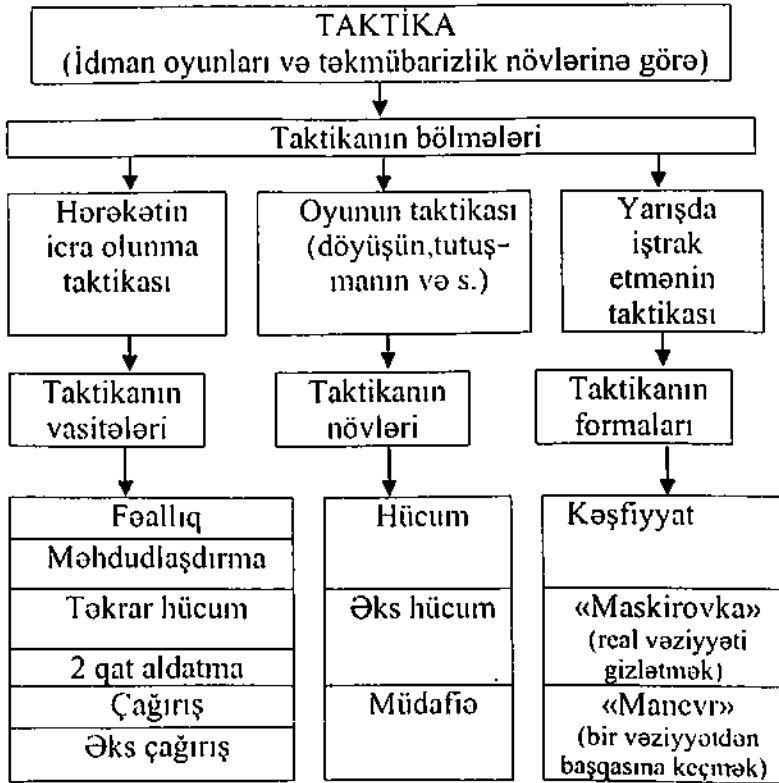 TAKTİKA
(İdman oyunları və təkmübarizlik növlərinə görə)
Taktikanın bölmələri
Hərəkətin
icra olunma
taktikası
Oyunun taktikası
(döyüşün,tutuş-
manın və s.)
Yarışda
iştrak
etmənin
taktikası
Taktikanın
vasitələri
Taktikanın
növləri
Taktikanın
formaları
Fəallıq
Məhdudlaşdırma
Təkrar hücum
2 qat aldatma
Çağırış
Əks çağırış
Hücum
Əks hücum
Müdafiə
Kəşfiyyat
«Maskirovka»
(real vəziyyəti
gizlətmək)
«Manevr»
(bir vəziyyətdən
başqasına keçmək)